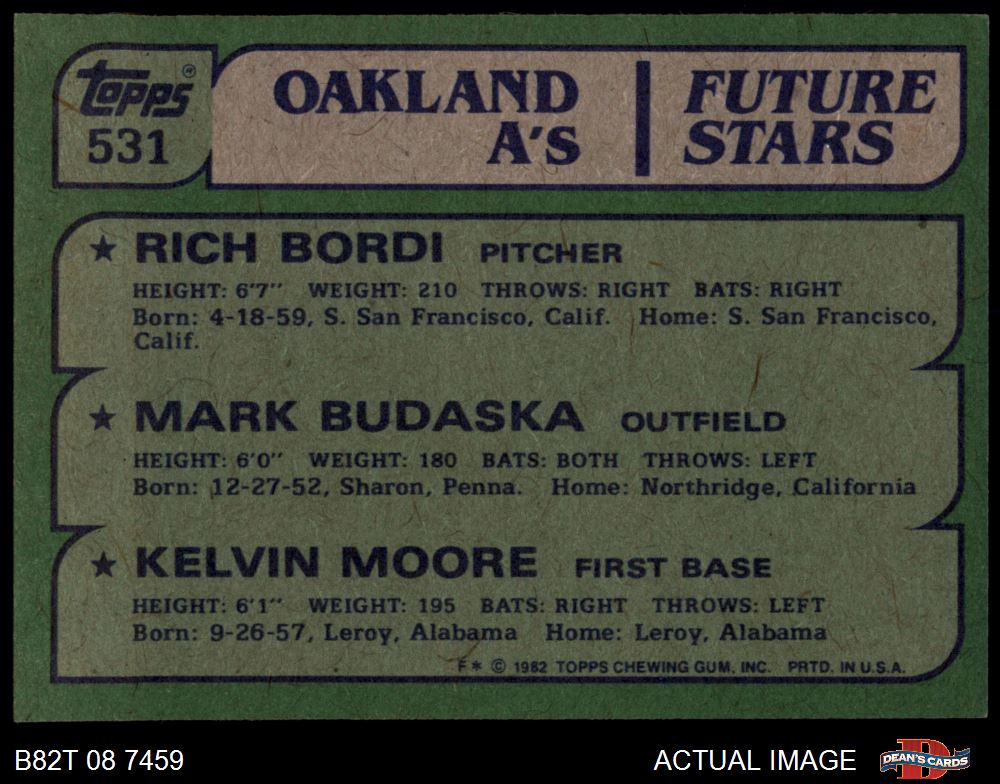 Topps®
531
OAKLAND A's
FUTURE STARS
★ RICH BORDI PITCHER
HEIGHT: 6'7" WEIGHT: 210 THROWS: RIGHT BATS: RIGHT
Born: 4-18-59, S. San Francisco, Calif. Home: S. San Francisco,
Calif.
★ MARK BUDASKA OUTFIELD
HEIGHT: 6'0" WEIGHT: 180 BATS: BOTH THROWS: LEFT
Born: 12-27-52, Sharon, Penna. Home: Northridge, California
★ KELVIN MOORE FIRST BASE
HEIGHT: 6'1" WEIGHT: 195 BATS: RIGHT THROWS: LEFT
Born: 9-26-57, Leroy, Alabama Home: Leroy, Alabama
F* © 1982 TOPPS CHEWING GUM, INC. PRTD. IN U.S.A.
B82T 08 7459
ACTUAL IMAGE
D
DEAN'S CARDS